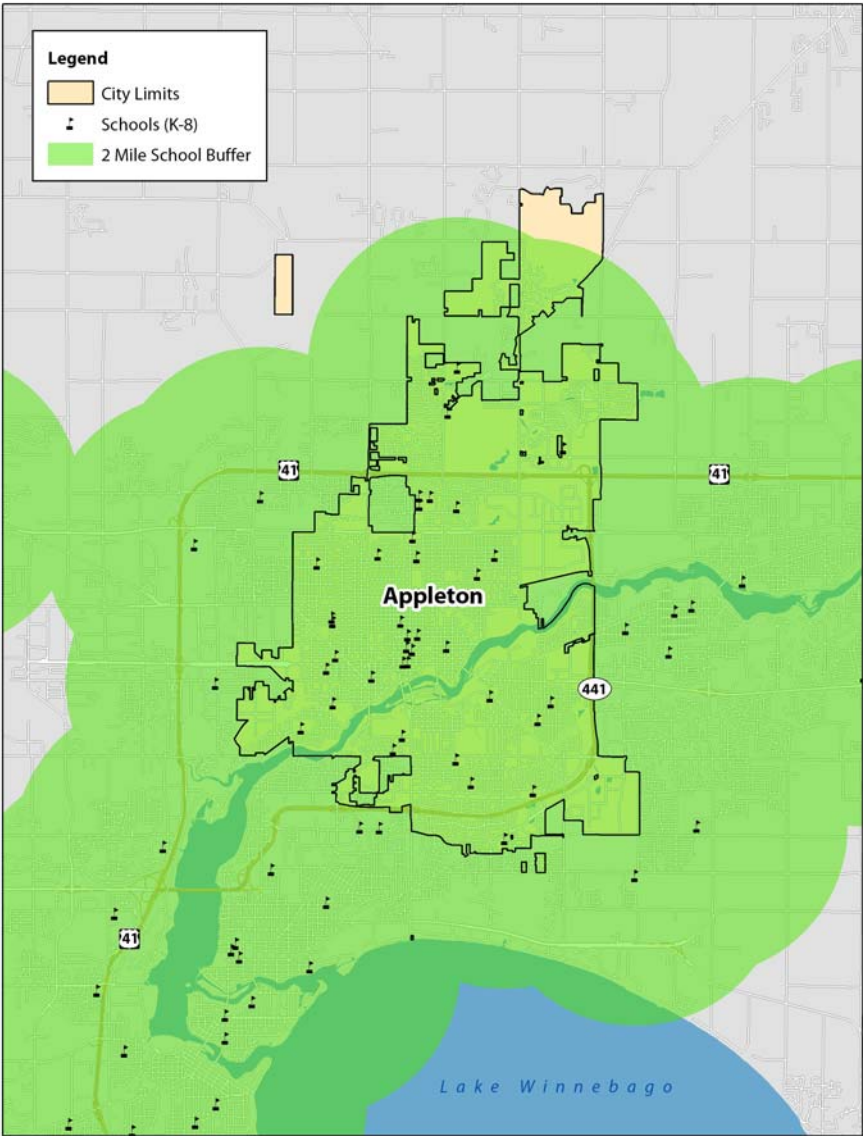 Legend
City Limits
Schools (K-8)
2 Mile School Buffer
41
41
Appleton
441
41
Lake Winnebago